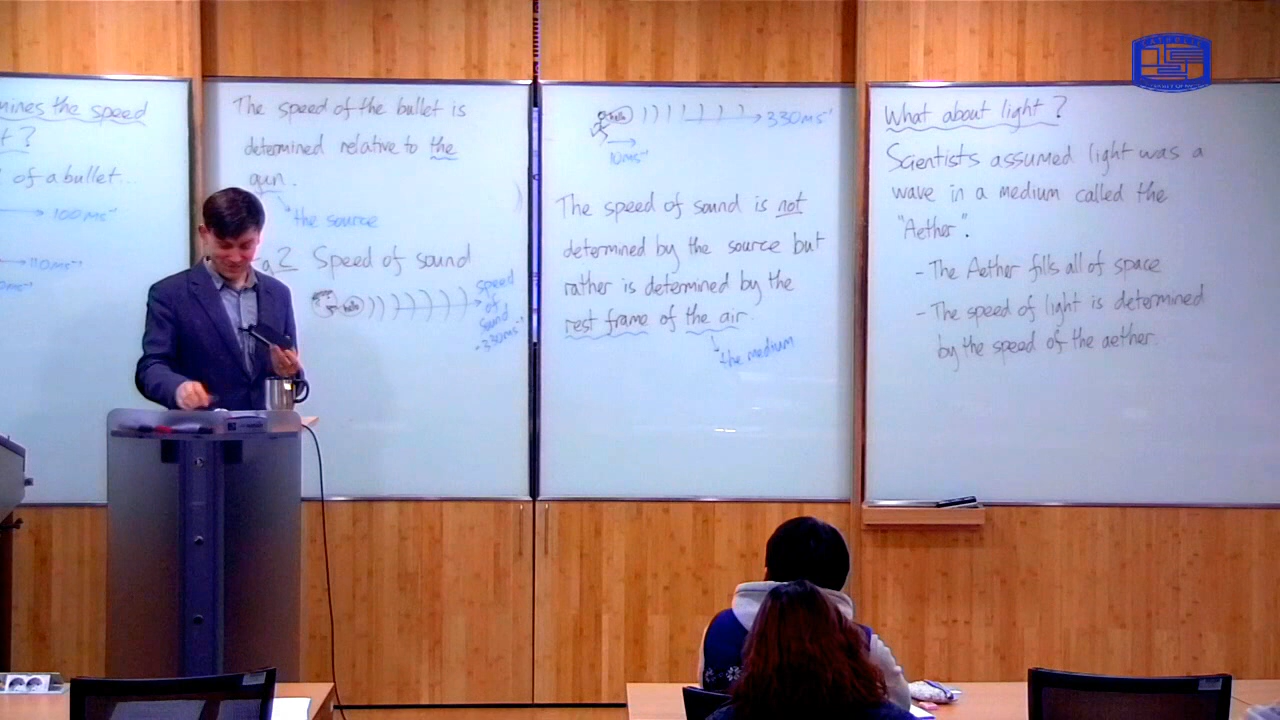 mines the speed
t?
of a bullet...
→ 100ms⁻¹
→ 110ms⁻¹
The speed of the bullet is
determined relative to the
gun.
the source
2 Speed of sound
hello
speed
of
sound
330ms⁻¹
hello
→ 330ms⁻¹
10ms⁻¹
The speed of sound is not
determined by the source but
rather is determined by the
rest frame of the air.
the medium
What about light?
Scientists assumed light was a
wave in a medium called the
"Aether".
- The Aether fills all of space
- The speed of light is determined
by the speed of the aether.